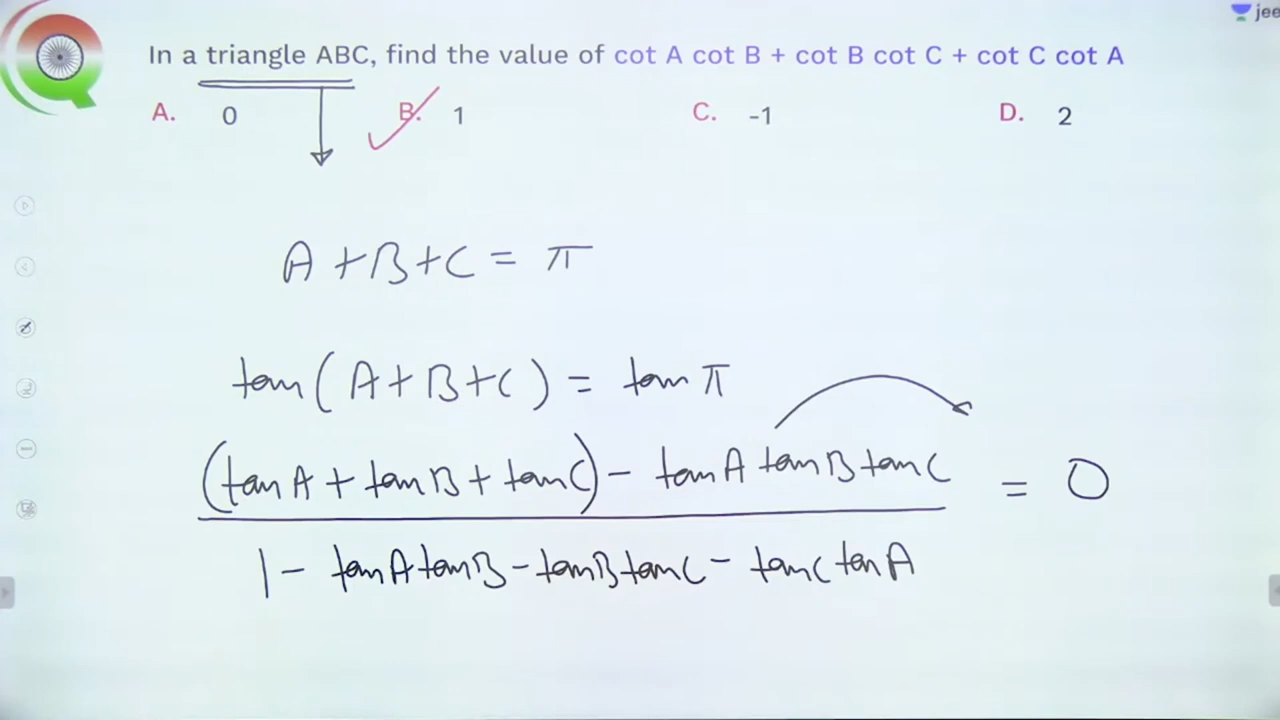 jee
In a triangle ABC, find the value of cot A cot B + cot B cot C + cot C cot A
A. 0 B. 1 C. -1 D. 2
A + B + C = π
tan(A + B + C) = tan π
(tan A + tan B + tan C) - tan A tan B tan C = 0
1 - tan A tan B - tan B tan C - tan C tan A